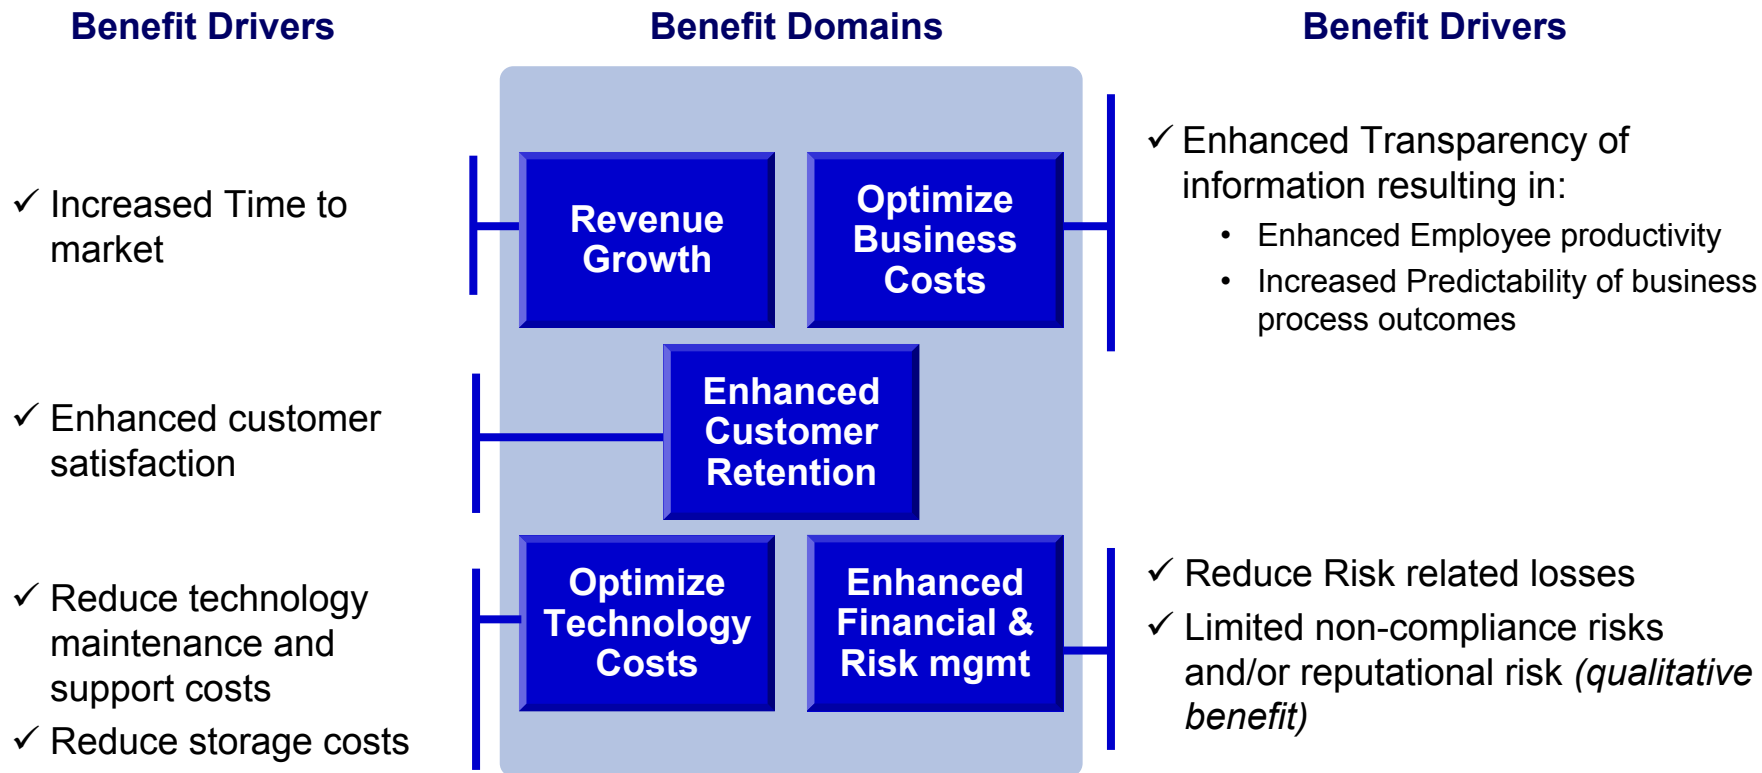 Benefit Drivers
Benefit Domains
Benefit Drivers
✓ Increased Time to
market
✓ Enhanced customer
satisfaction
✓ Reduce technology
maintenance and
support costs
✓ Reduce storage costs
Revenue
Growth
Optimize
Business
Costs
Enhanced
Customer
Retention
Optimize
Technology
Costs
Enhanced
Financial &
Risk mgmt
✓ Enhanced Transparency of
information resulting in:
• Enhanced Employee productivity
• Increased Predictability of business
process outcomes
✓ Reduce Risk related losses
✓ Limited non-compliance risks
and/or reputational risk (qualitative
benefit)